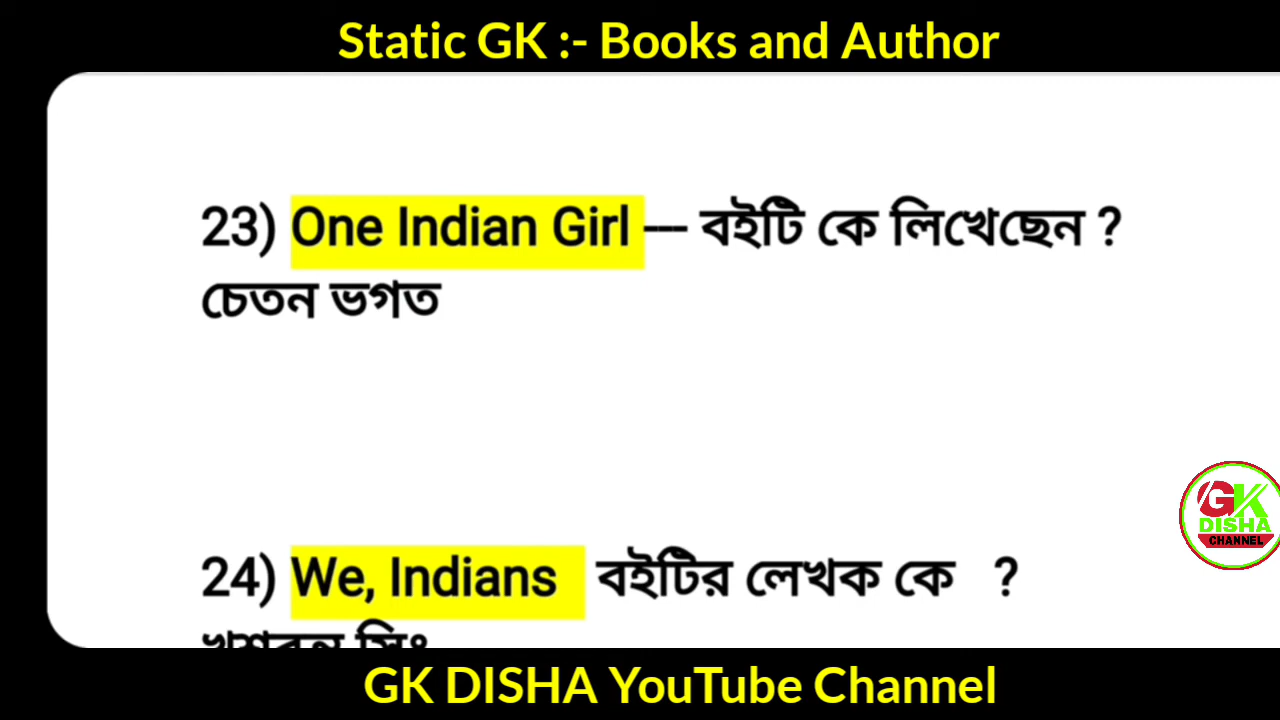 Static GK :- Books and Author
23) One Indian Girl --- বইটি কে লিখেছেন ?
চেতন ভগত
24) We, Indians বইটির লেখক কে ?
GK
DISHA
CHANNEL
GK DISHA YouTube Channel